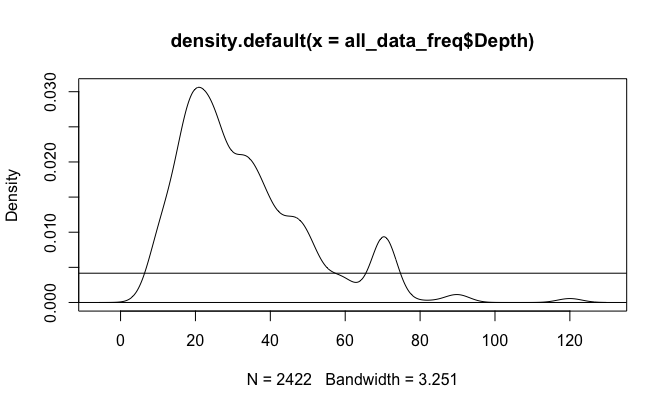 density.default(x = all_data_freq$Depth)
Density
0.030
0.020
0.010
0.000
0 20 40 60 80 100 120
N = 2422 Bandwidth = 3.251